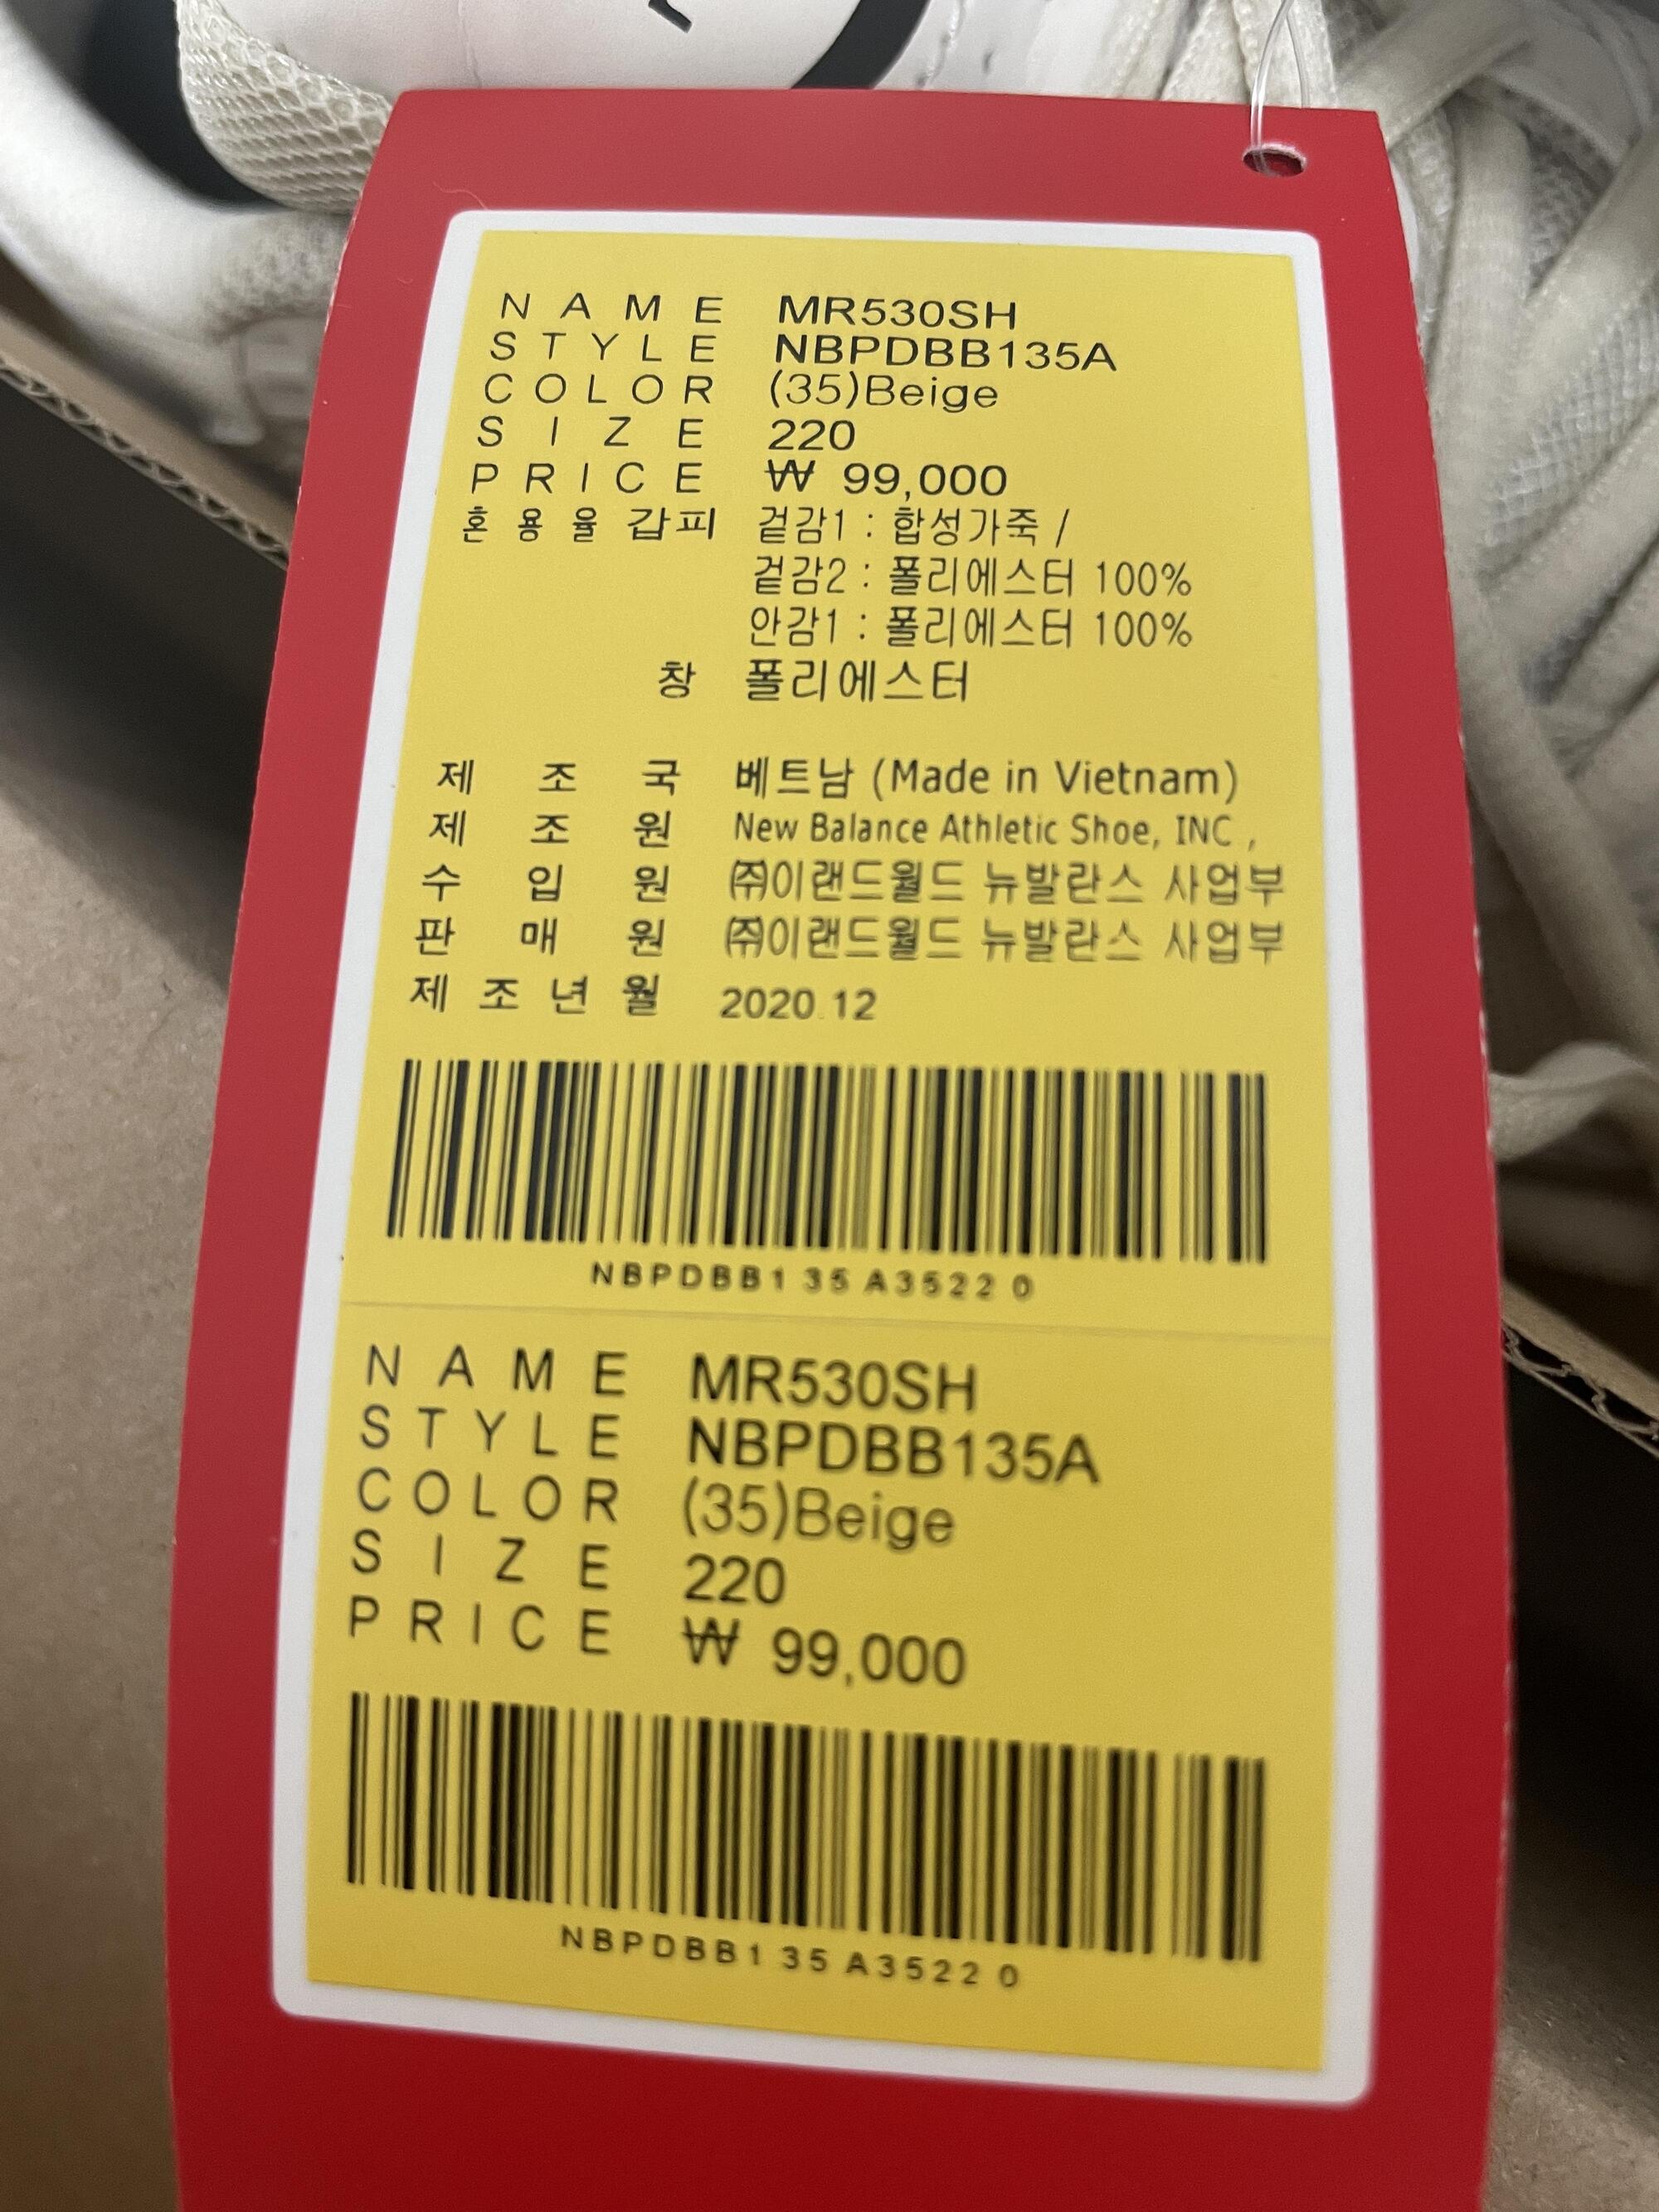 NAME MR530SH
STYLE NBPDBB135A
COLOR (35)Beige
SIZE 220
PRICE ₩ 99,000
혼용율 갑피 겉감1 : 합성가죽 /
겉감2 : 폴리에스터 100%
안감1 : 폴리에스터 100%
창 폴리에스터
제조국 베트남 (Made in Vietnam)
제조원 New Balance Athletic Shoe, INC ,
수입원 ㈜이랜드월드 뉴발란스 사업부
판매원 ㈜이랜드월드 뉴발란스 사업부
제조년월 2020.12
NBPDBB135A35220
NAME MR530SH
STYLE NBPDBB135A
COLOR (35)Beige
SIZE 220
PRICE ₩ 99,000
NBPDBB135A35220